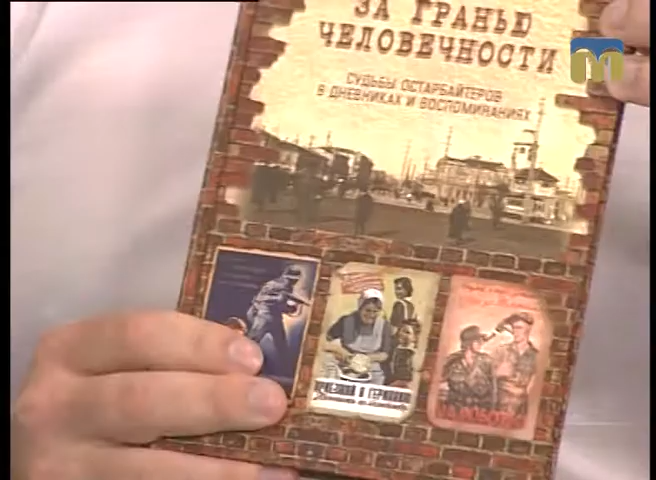 ЗА ГРАНЬЮ
ЧЕЛОВЕЧНОСТИ
СУДЬБЫ ОСТАРБАЙТЕРОВ
В ДНЕВНИКАХ И ВОСПОМИНАНИЯХ